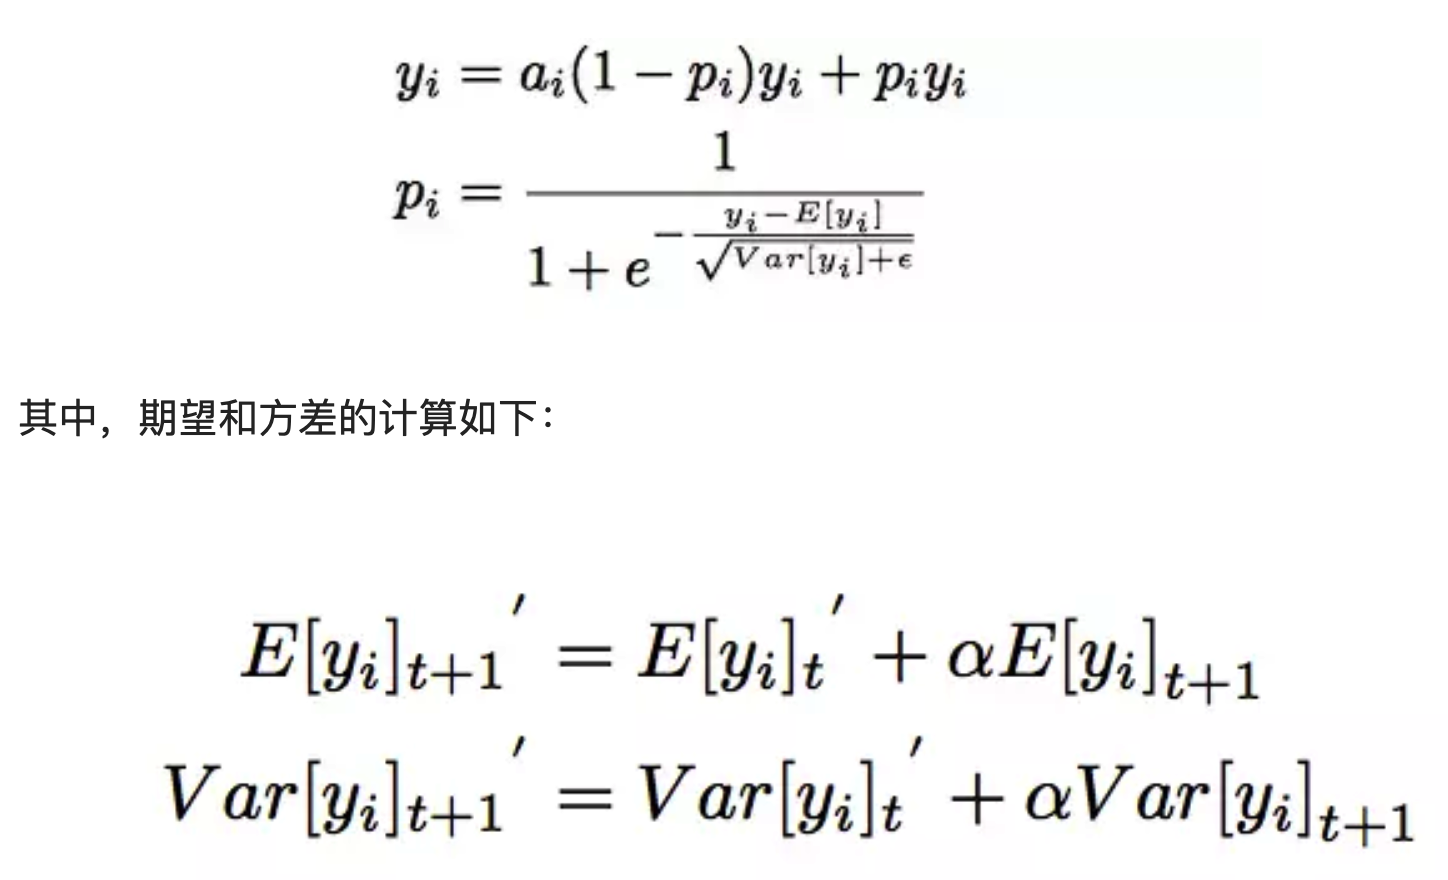 $y_i = a_i(1 - p_i)y_i + p_i y_i$
$p_i = \frac{1}{1 + e^{-\frac{y_i - E[y_i]}{\sqrt{Var[y_i] + \epsilon}}}}$
其中，期望和方差的计算如下：
$E[y_i]_{t+1}{}' = E[y_i]_t{}' + \alpha E[y_i]_{t+1}$
$Var[y_i]_{t+1}{}' = Var[y_i]_t{}' + \alpha Var[y_i]_{t+1}$